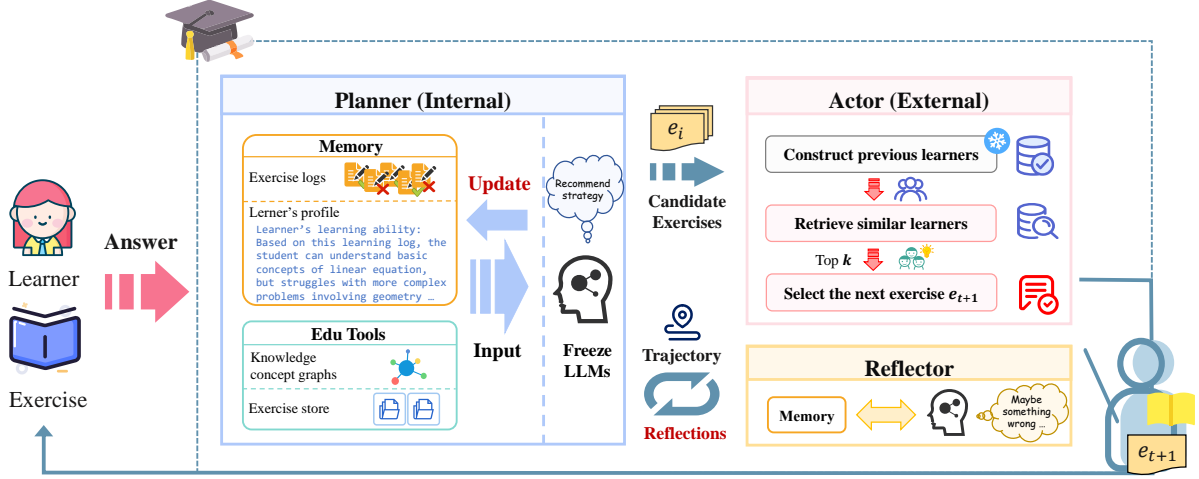 Learner
Exercise
Answer
Planner (Internal)
Memory
Exercise logs
Lerner's profile
Learner's learning ability:
Based on this learning log, the
student can understand basic
concepts of linear equation,
but struggles with more complex
problems involving geometry …
Edu Tools
Knowledge
concept graphs
Exercise store
Update
Input
Recommend
strategy
Freeze
LLMs
e_i
Candidate
Exercises
Trajectory
Reflections
Actor (External)
Construct previous learners
Retrieve similar learners
Top k
Select the next exercise e_{t+1}
Reflector
Memory
Maybe
something
wrong …
e_{t+1}